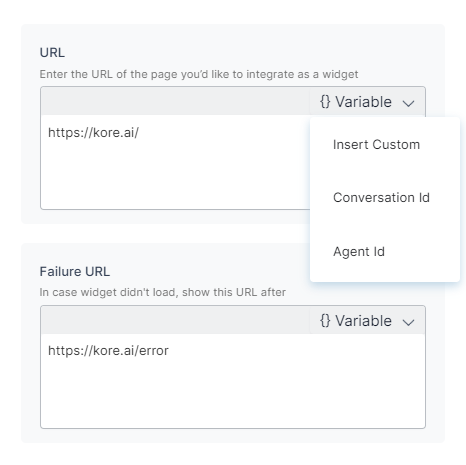 URL
Enter the URL of the page you'd like to integrate as a widget
{} Variable
https://kore.ai/
Insert Custom
Conversation Id
Agent Id
Failure URL
In case widget didn't load, show this URL after
{} Variable
https://kore.ai/error